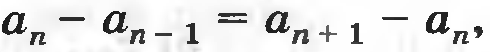 aₙ − aₙ₋₁ = aₙ₊₁ − aₙ,